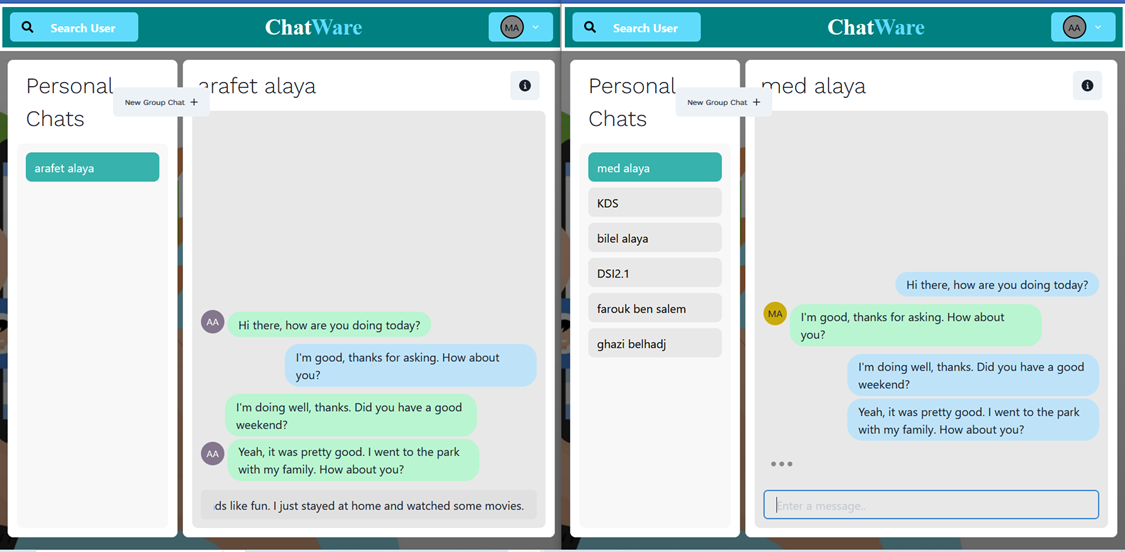 Search User
ChatWare
MA
Personal
Chats
New Group Chat +
arafet alaya
arafet alaya
AA
Hi there, how are you doing today?
I'm good, thanks for asking. How about
you?
I'm doing well, thanks. Did you have a good
weekend?
AA
Yeah, it was pretty good. I went to the park
with my family. How about you?
ds like fun. I just stayed at home and watched some movies.
Search User
ChatWare
AA
Personal
Chats
New Group Chat +
med alaya
med alaya
KDS
bilel alaya
DSI2.1
farouk ben salem
ghazi belhadj
Hi there, how are you doing today?
MA
I'm good, thanks for asking. How about
you?
I'm doing well, thanks. Did you have a good
weekend?
Yeah, it was pretty good. I went to the park
with my family. How about you?
Enter a message..